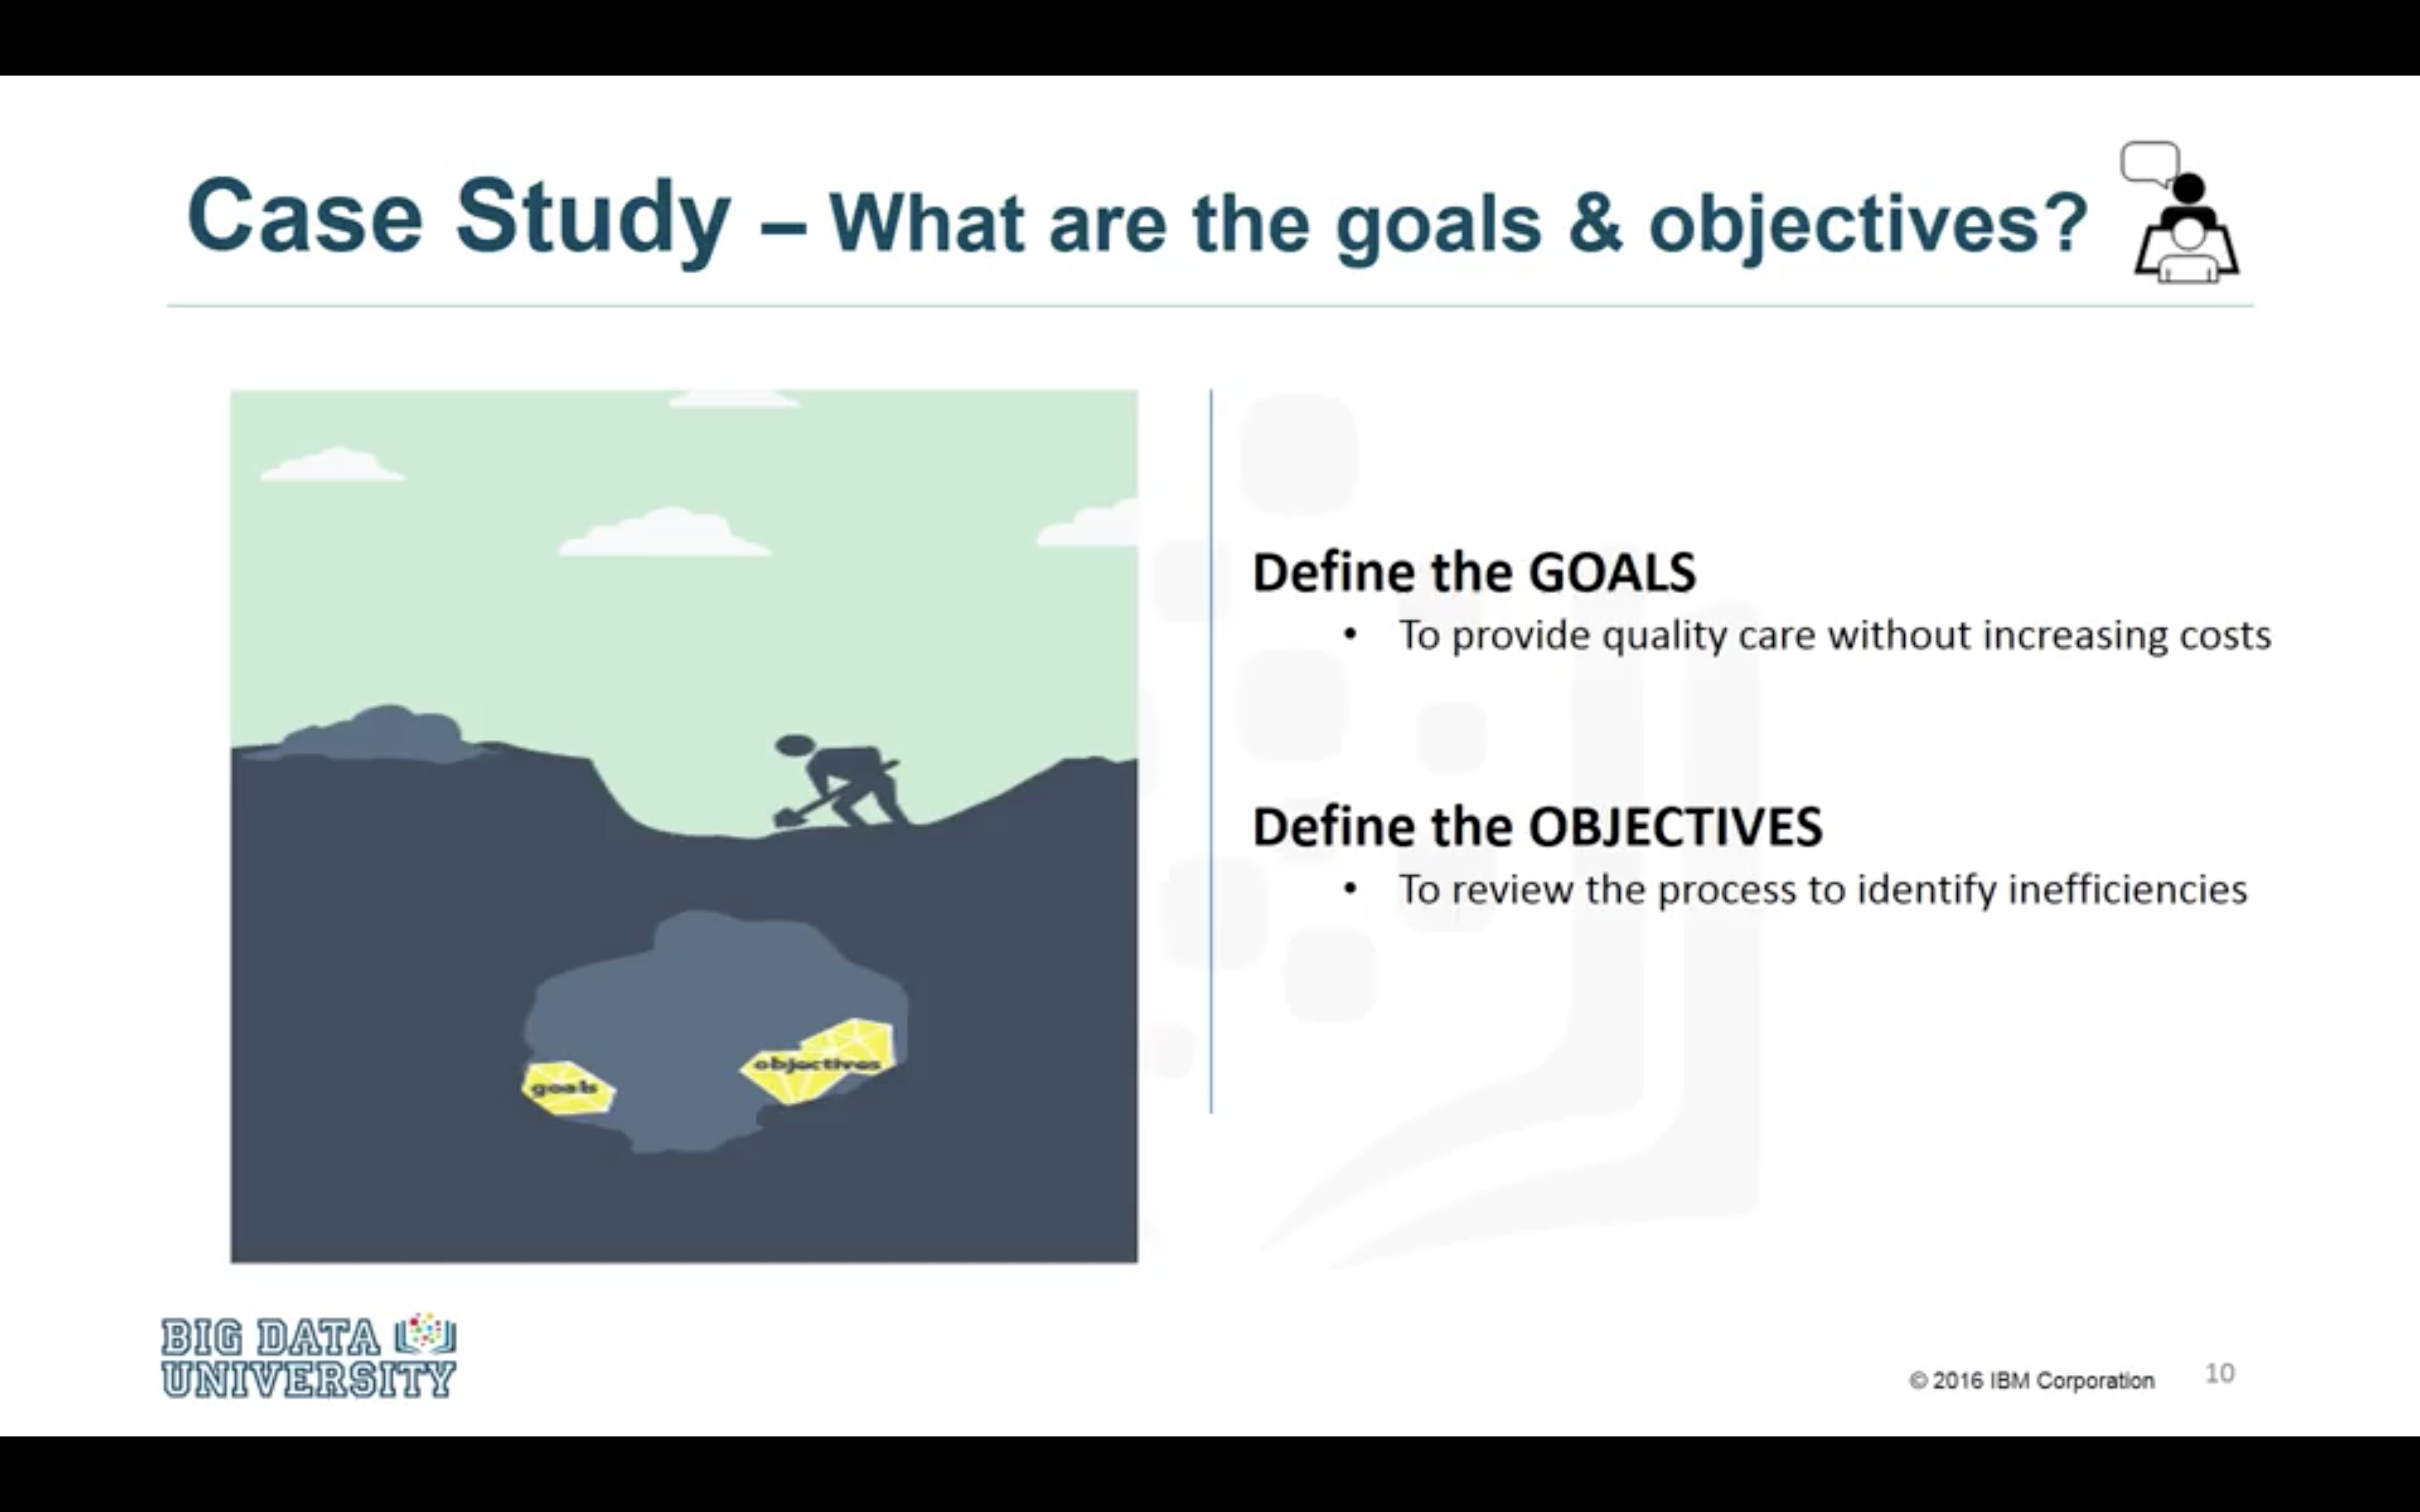 Case Study – What are the goals & objectives?
Define the GOALS
• To provide quality care without increasing costs
Define the OBJECTIVES
• To review the process to identify inefficiencies
goals
objectives
BIG DATA
UNIVERSITY
© 2016 IBM Corporation
10